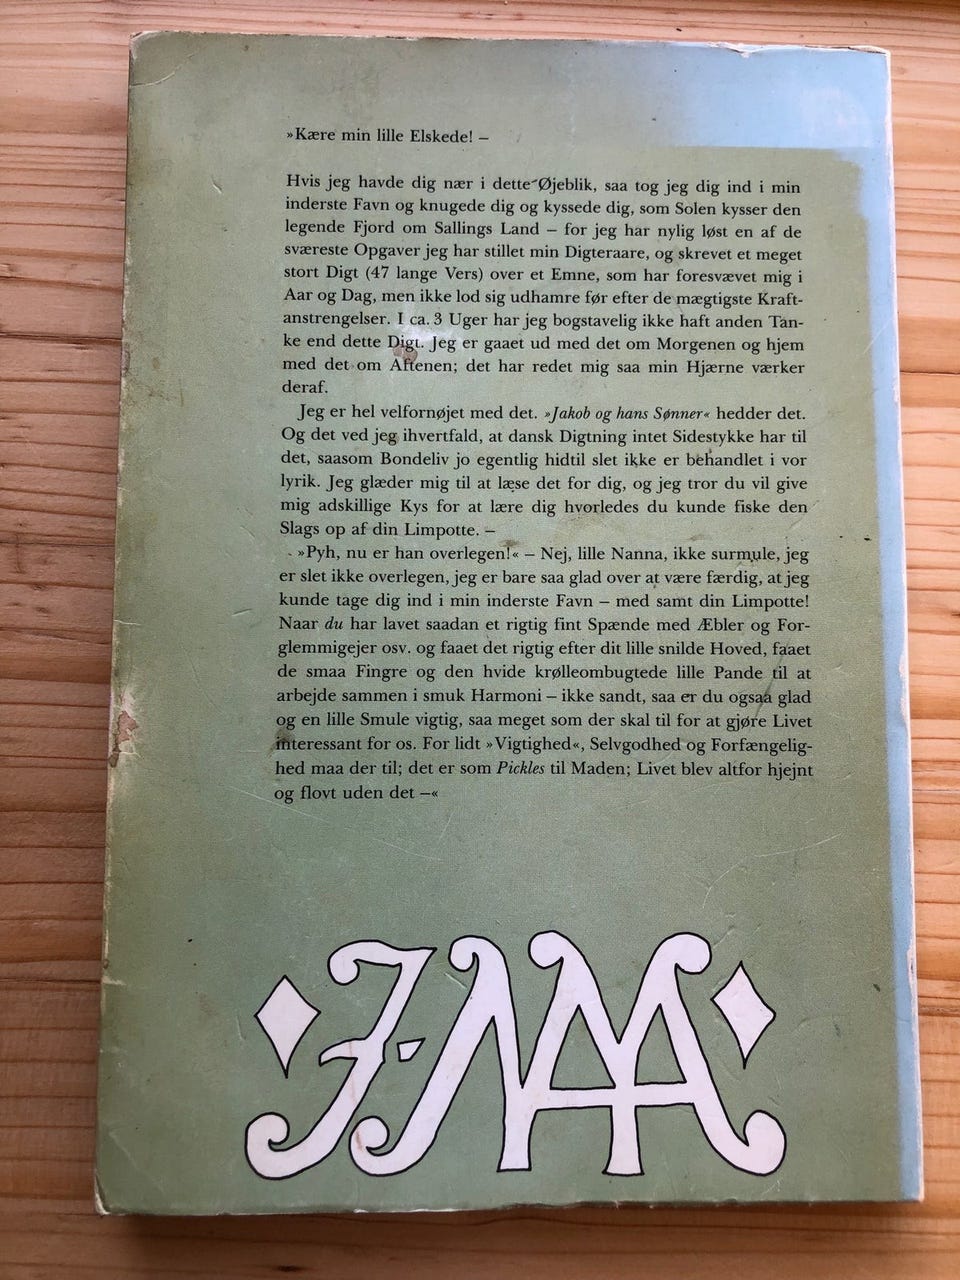 »Kære min lille Elskede! –
Hvis jeg havde dig nær i dette Øjeblik, saa tog jeg dig ind i min
inderste Favn og knugede dig og kyssede dig, som Solen kysser den
legende Fjord om Sallings Land – for jeg har nylig løst en af de
sværeste Opgaver jeg har stillet min Digteraare, og skrevet et meget
stort Digt (47 lange Vers) over et Emne, som har foresvævet mig i
Aar og Dag, men ikke lod sig udhamre før efter de mægtigste Kraft-
anstrengelser. I ca. 3 Uger har jeg bogstavelig ikke haft anden Tan-
ke end dette Digt. Jeg er gaaet ud med det om Morgenen og hjem
med det om Aftenen; det har redet mig saa min Hjærne værker
deraf.
Jeg er hel velfornøjet med det. »Jakob og hans Sønner« hedder det.
Og det ved jeg ihvertfald, at dansk Digtning intet Sidestykke har til
det, saasom Bondeliv jo egentlig hidtil slet ikke er behandlet i vor
lyrik. Jeg glæder mig til at læse det for dig, og jeg tror du vil give
mig adskillige Kys for at lære dig hvorledes du kunde fiske den
Slags op af din Limpotte. –
»Pyh, nu er han overlegen!« – Nej, lille Nanna, ikke surmule, jeg
er slet ikke overlegen, jeg er bare saa glad over at være færdig, at jeg
kunde tage dig ind i min inderste Favn – med samt din Limpotte!
Naar du har lavet saadan et rigtig fint Spænde med Æbler og For-
glemmigejer osv. og faaet det rigtig efter dit lille snilde Hoved, faaet
de smaa Fingre og den hvide krølleombugtede lille Pande til at
arbejde sammen i smuk Harmoni – ikke sandt, saa er du ogsaa glad
og en lille Smule vigtig, saa meget som der skal til for at gjøre Livet
interessant for os. For lidt »Vigtighed«, Selvgodhed og Forfængelig-
hed maa der til; det er som Pickles til Maden; Livet blev altfor hjejnt
og flovt uden det –«